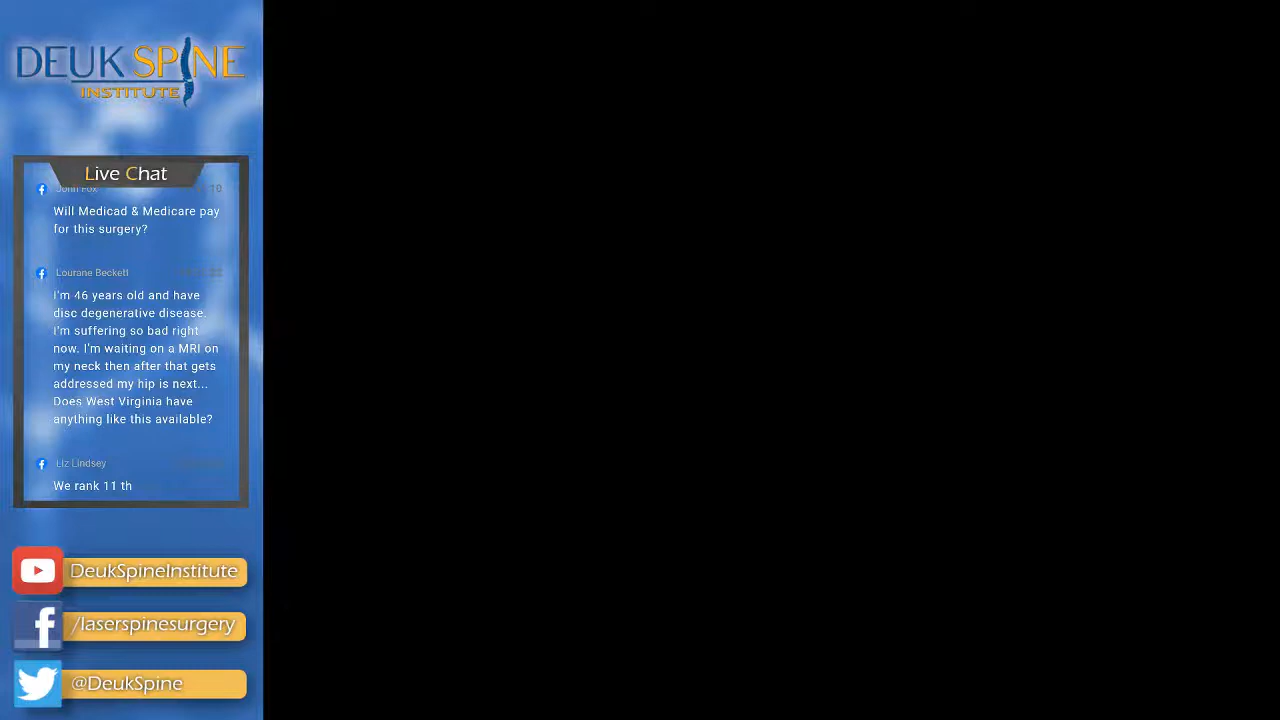 DEUK SPINE
INSTITUTE
Live Chat
John Fox
10
Will Medicad & Medicare pay
for this surgery?
Lourane Beckett
I'm 46 years old and have
disc degenerative disease.
I'm suffering so bad right
now. I'm waiting on a MRI on
my neck then after that gets
addressed my hip is next...
Does West Virginia have
anything like this available?
Liz Lindsey
We rank 11 th
DeukSpineInstitute
/laserspinesurgery
@DeukSpine